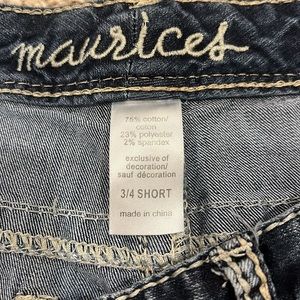 maurices
75% cotton/
coton
23% polyester
2% spandex
exclusive of
decoration/
sauf décoration
3/4 SHORT
made in china